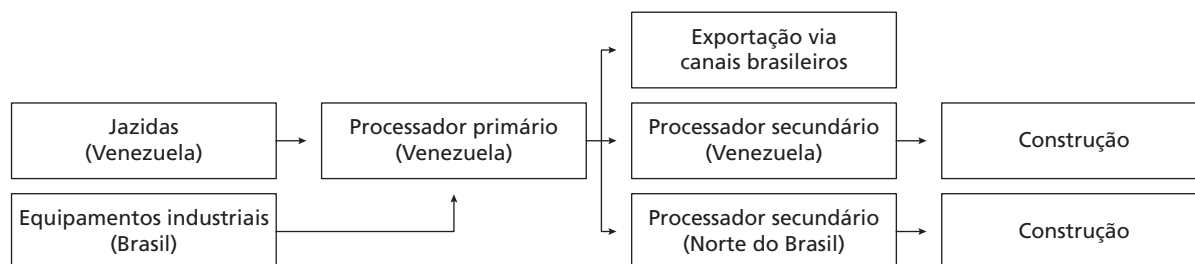 Exportação via
canais brasileiros
Jazidas
(Venezuela)
Processador primário
(Venezuela)
Processador secundário
(Venezuela)
Construção
Equipamentos industriais
(Brasil)
Processador secundário
(Norte do Brasil)
Construção